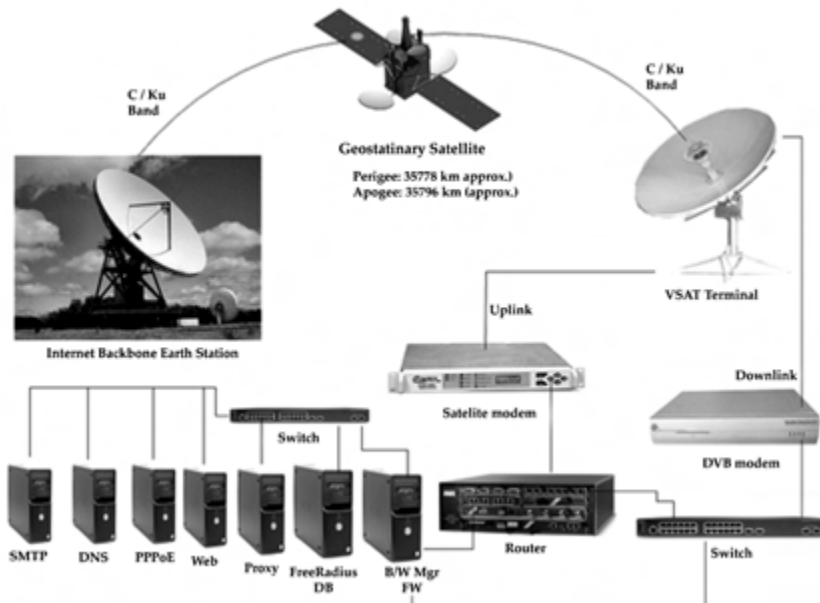 C / Ku
Band
C / Ku
Band
Geostatinary Satellite
Perigee: 35778 km approx.)
Apogee: 35796 km (approx.)
VSAT Terminal
Uplink
Internet Backbone Earth Station
Downlink
Satelite modem
Switch
DVB modem
SMTP
DNS
PPPoE
Web
Proxy
FreeRadius
DB
B/W Mgr
FW
Router
Switch